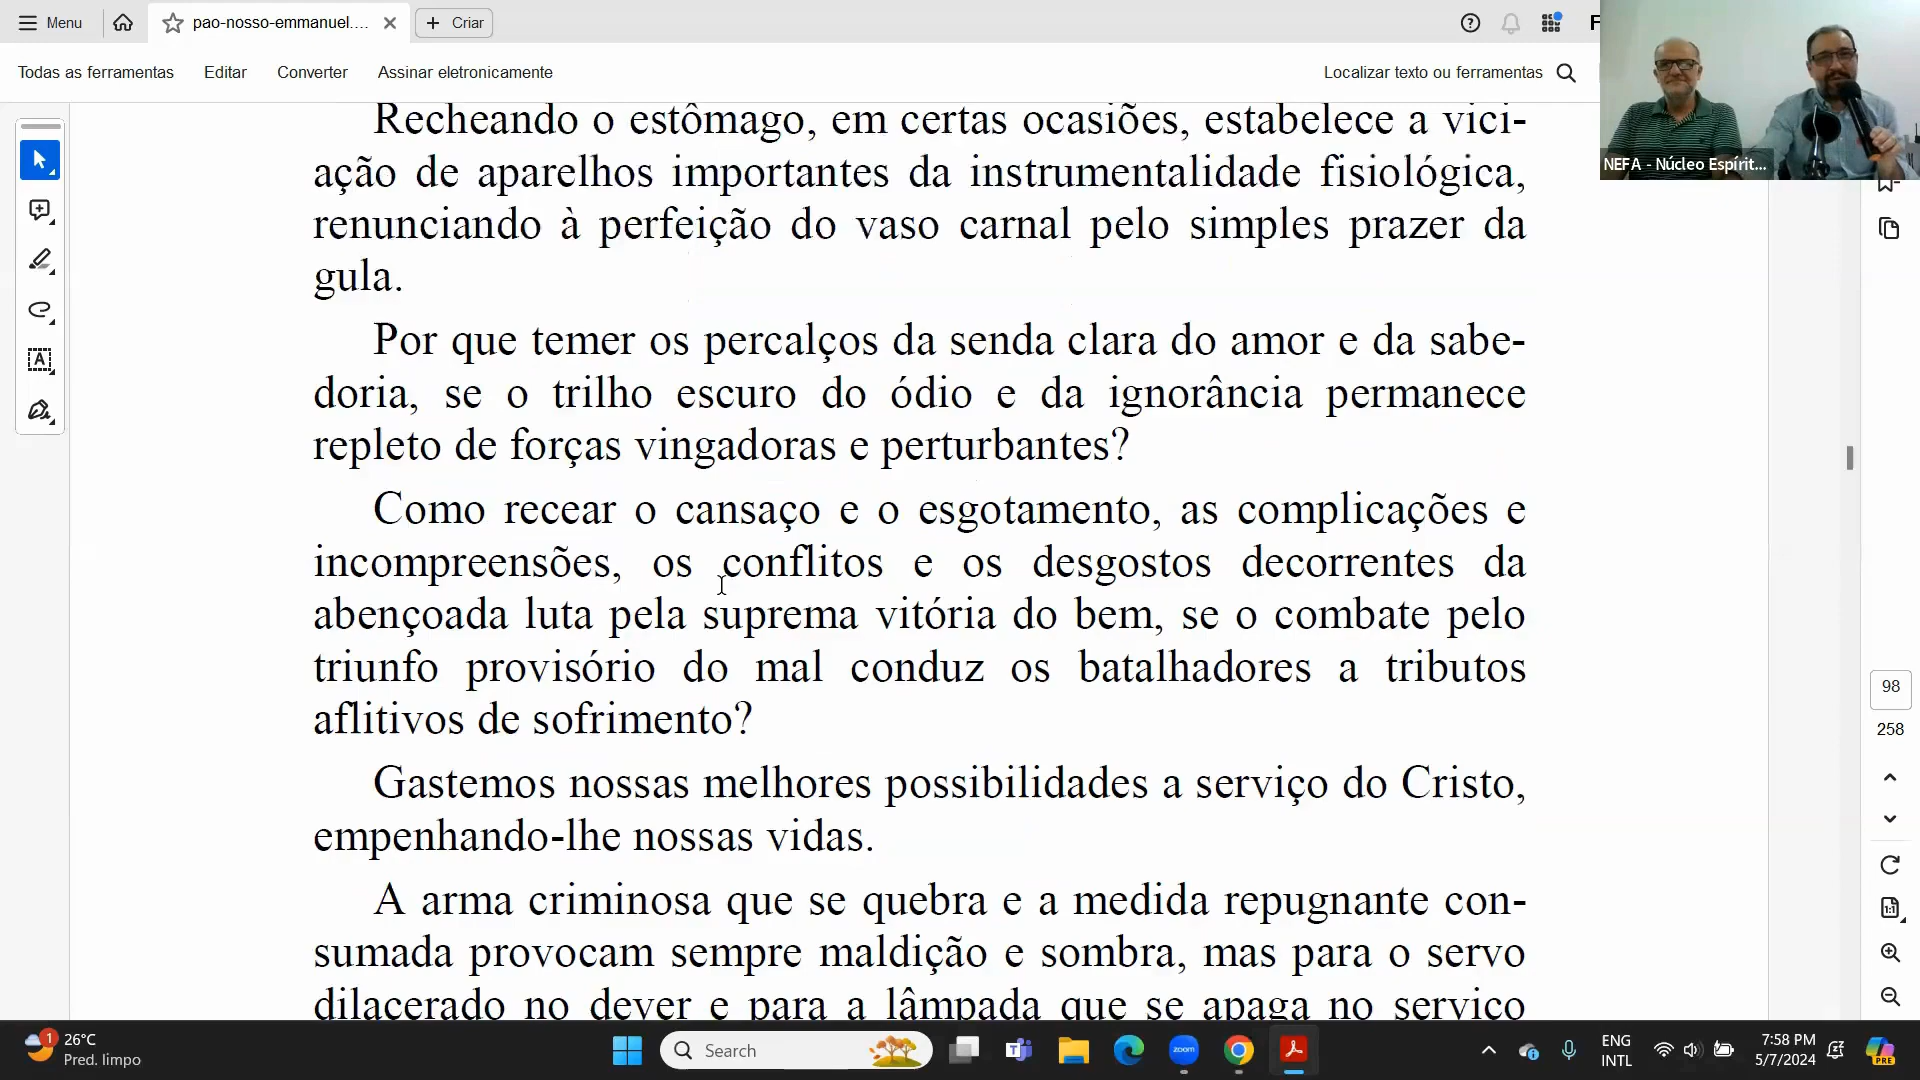 Menu
pao-nosso-emmanuel....
Criar
Todas as ferramentas
Editar
Converter
Assinar eletronicamente
Localizar texto ou ferramentas
NEFA - Núcleo Espírit...
Recheando o estômago, em certas ocasiões, estabelece a vici-
ação de aparelhos importantes da instrumentalidade fisiológica,
renunciando à perfeição do vaso carnal pelo simples prazer da
gula.
Por que temer os percalços da senda clara do amor e da sabe-
doria, se o trilho escuro do ódio e da ignorância permanece
repleto de forças vingadoras e perturbantes?
Como recear o cansaço e o esgotamento, as complicações e
incompreensões, os conflitos e os desgostos decorrentes da
abençoada luta pela suprema vitória do bem, se o combate pelo
triunfo provisório do mal conduz os batalhadores a tributos
aflitivos de sofrimento?
Gastemos nossas melhores possibilidades a serviço do Cristo,
empenhando-lhe nossas vidas.
A arma criminosa que se quebra e a medida repugnante con-
sumada provocam sempre maldição e sombra, mas para o servo
dilacerado no dever e para a lâmpada que se apaga no serviço
98
258
1
26°C
Pred. limpo
Search
zoom
ENG
INTL
7:58 PM
5/7/2024
PRE